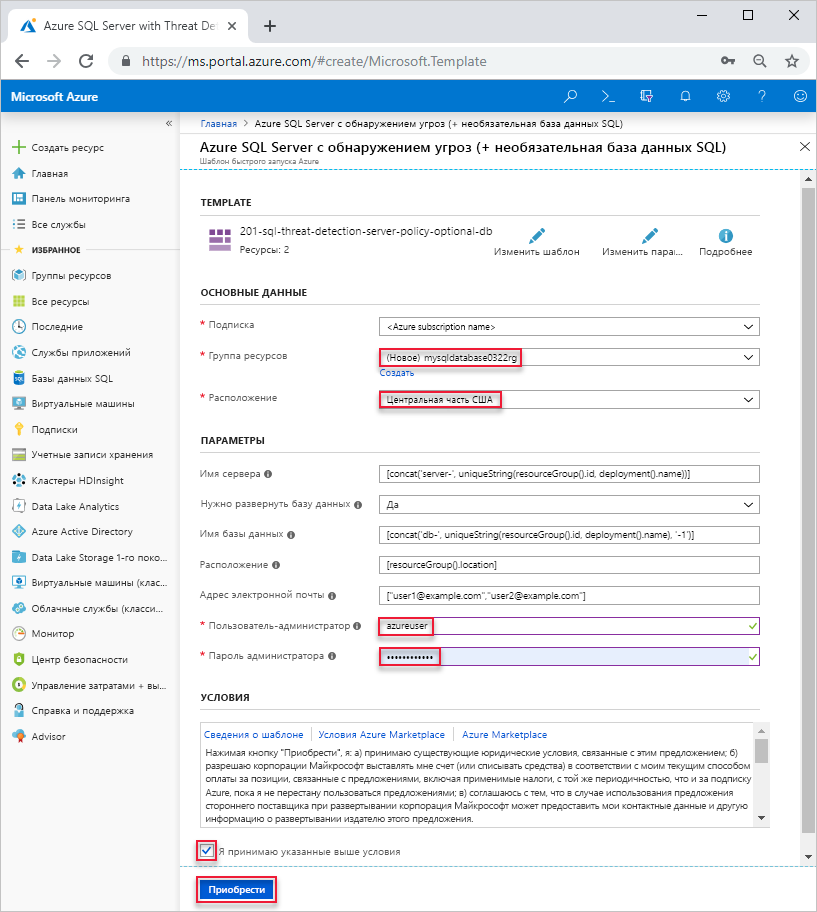 Azure SQL Server with Threat Det
https://ms.portal.azure.com/#create/Microsoft.Template
Microsoft Azure
Создать ресурс
Главная
Панель мониторинга
Все службы
ИЗБРАННОЕ
Группы ресурсов
Все ресурсы
Последние
Службы приложений
Базы данных SQL
Виртуальные машины
Подписки
Учетные записи хранения
Кластеры HDInsight
Data Lake Analytics
Azure Active Directory
Data Lake Storage 1-го поко...
Виртуальные машины (клас...
Облачные службы (класси...
Монитор
Центр безопасности
Управление затратами + вы...
Справка и поддержка
Advisor
Главная > Azure SQL Server с обнаружением угроз (+ необязательная база данных SQL)
Azure SQL Server с обнаружением угроз (+ необязательная база данных SQL)
Шаблон быстрого запуска Azure
TEMPLATE
201-sql-threat-detection-server-policy-optional-db
Ресурсы: 2
Изменить шаблон
Изменить пара...
Подробнее
ОСНОВНЫЕ ДАННЫЕ
* Подписка
<Azure subscription name>
* Группа ресурсов
(Новое) mysqldatabase0322rg
Создать
* Расположение
Центральная часть США
ПАРАМЕТРЫ
Имя сервера
[concat('server-', uniqueString(resourceGroup().id, deployment().name))]
Нужно развернуть базу данных
Да
Имя базы данных
[concat('db-', uniqueString(resourceGroup().id, deployment().name), '-1')]
Расположение
[resourceGroup().location]
Адрес электронной почты
["user1@example.com","user2@example.com"]
* Пользователь-администратор
azureuser
* Пароль администратора
••••••••••••
УСЛОВИЯ
Сведения о шаблоне | Условия Azure Marketplace | Azure Marketplace
Нажимая кнопку "Приобрести", я: а) принимаю существующие юридические условия, связанные с этим предложением; б)
разрешаю корпорации Майкрософт выставлять мне счет (или списывать средства) в соответствии с моим текущим способом
оплаты за позиции, связанные с предложениями, включая применимые налоги, с той же периодичностью, что и за подписку
Azure, пока я не перестану пользоваться предложениями; в) соглашаюсь с тем, что в случае использования предложения
стороннего поставщика при развертывании корпорация Майкрософт может предоставить мои контактные данные и другую
информацию о развертывании издателю этого предложения.
Я принимаю указанные выше условия
Приобрести